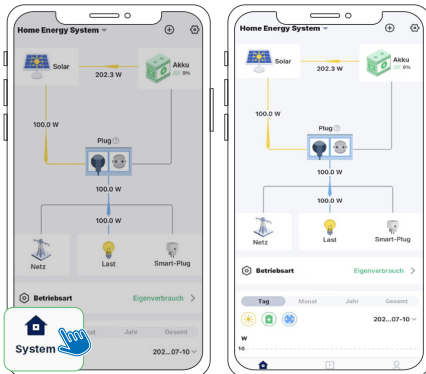 Home Energy System
Solar
202.3 W
Akku
0%
100.0 W
Plug
100.0 W
100.0 W
Netz
Last
Smart-Plug
Betriebsart
Eigenverbrauch
Jahr
Gesamt
System
202...07-10
Home Energy System
Solar
202.3 W
Akku
0%
100.0 W
Plug
100.0 W
100.0 W
Netz
Last
Smart-Plug
Betriebsart
Eigenverbrauch
Tag
Monat
Jahr
Gesamt
202...07-10
W
10